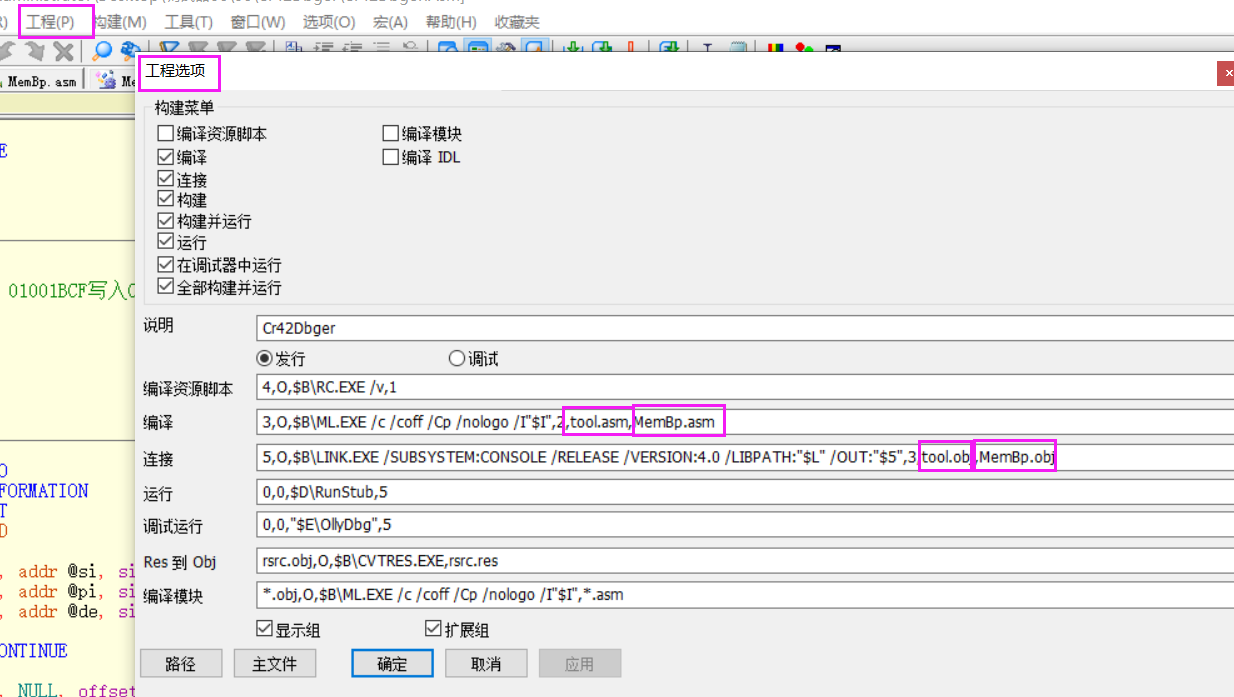 工程(P) 构建(M) 工具(T) 窗口(W) 选项(O) 宏(A) 帮助(H) 收藏夹
MemBp.asm
工程选项
构建菜单
编译资源脚本 编译模块
编译 编译 IDL
连接
构建
构建并运行
运行
在调试器中运行
全部构建并运行
01001BCF写入
说明 Cr42Dbger
发行 调试
编译资源脚本 4,O,$B\RC.EXE /v,1
编译 3,O,$B\ML.EXE /c /coff /Cp /nologo /I"$I",2,tool.asm,MemBp.asm
连接 5,O,$B\LINK.EXE /SUBSYSTEM:CONSOLE /RELEASE /VERSION:4.0 /LIBPATH:"$L" /OUT:"$5",3,tool.obj,MemBp.obj
运行 0,0,$D\RunStub,5
调试运行 0,0,"$E\OllyDbg",5
Res 到 Obj rsrc.obj,O,$B\CVTRES.EXE,rsrc.res
编译模块 *.obj,O,$B\ML.EXE /c /coff /Cp /nologo /I"$I",*.asm
显示组 扩展组
路径 主文件 确定 取消 应用
FORMATION
, addr @si, si
, addr @pi, si
, addr @de, si
ONTINUE
, NULL, offset